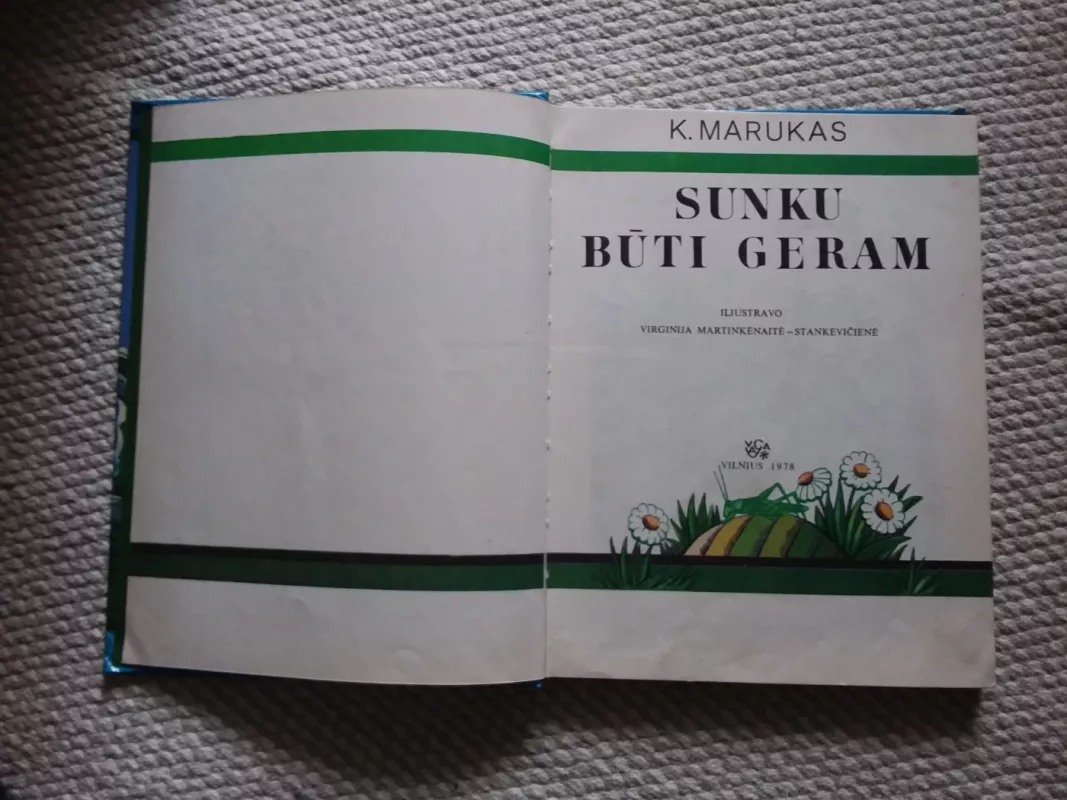 K. MARUKAS
SUNKU
BŪTI GERAM
ILIUSTRAVO
VIRGINIJA MARTINKĖNAITĖ–STANKEVIČIENĖ
VILNIUS 1978